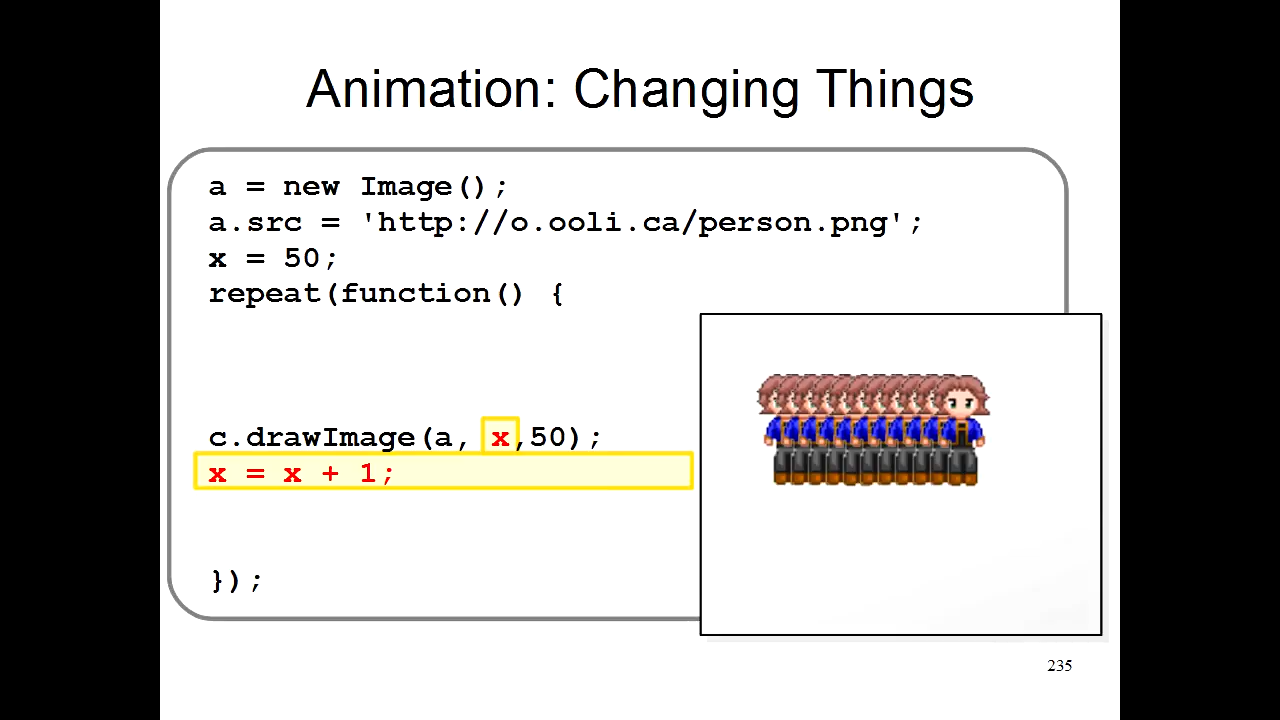 Animation: Changing Things
a = new Image();
a.src = 'http://o.ooli.ca/person.png';
x = 50;
repeat(function() {
c.drawImage(a, x,50);
x = x + 1;
});
235